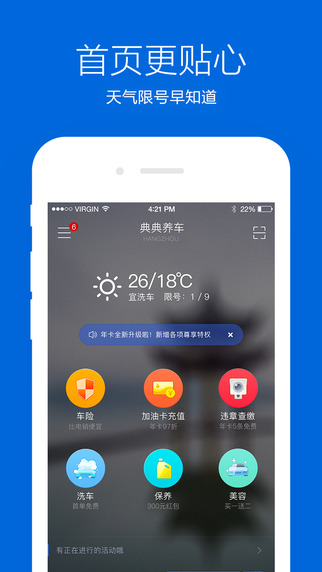 首页更贴心
天气限号早知道
VIRGIN 4:21 PM 22%
6
典典养车
HANGZHOU
26/18℃
宜洗车 限号：1 / 9
年卡全新升级啦！新增各项尊享特权 ×
车险 加油卡充值 违章查缴
比电销便宜 年卡97折 年卡5条免费
洗车 保养 美容
首单免费 300元红包 买一送二
有正在进行的活动哦